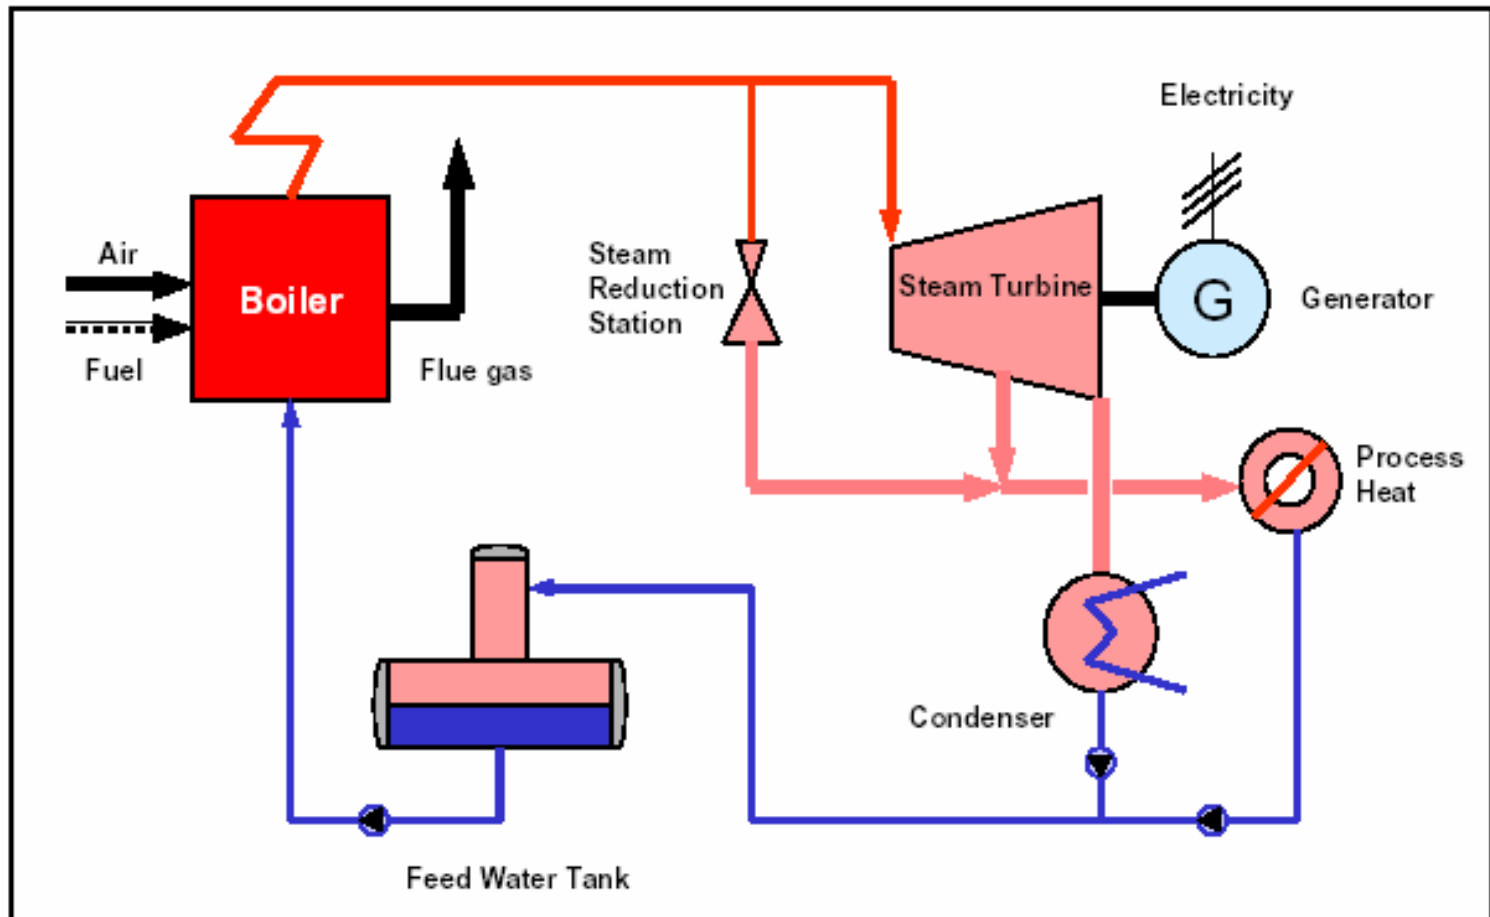 Electricity
Air
Boiler
Fuel
Flue gas
Steam
Reduction
Station
Steam Turbine
G
Generator
Process
Heat
Condenser
Feed Water Tank